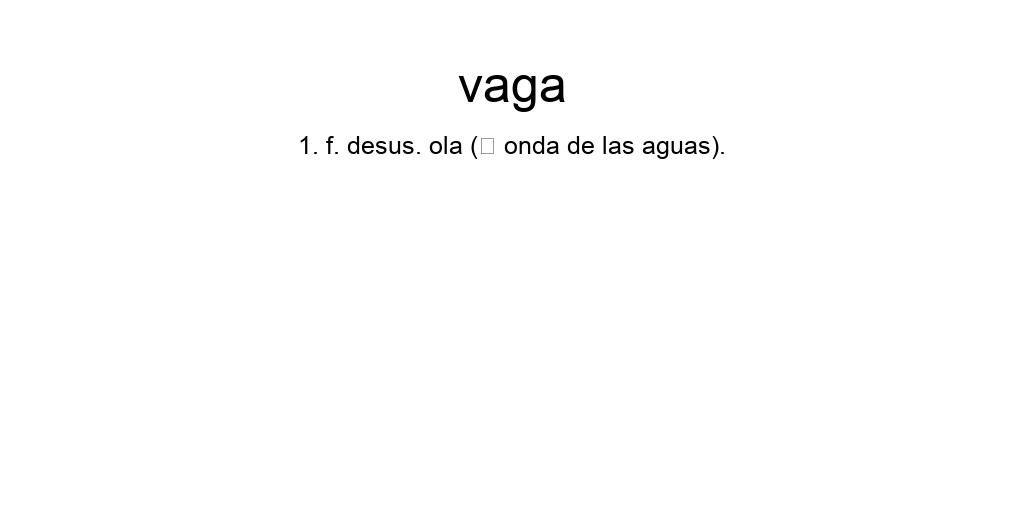 vaga
1. f. desus. ola (□ onda de las aguas).